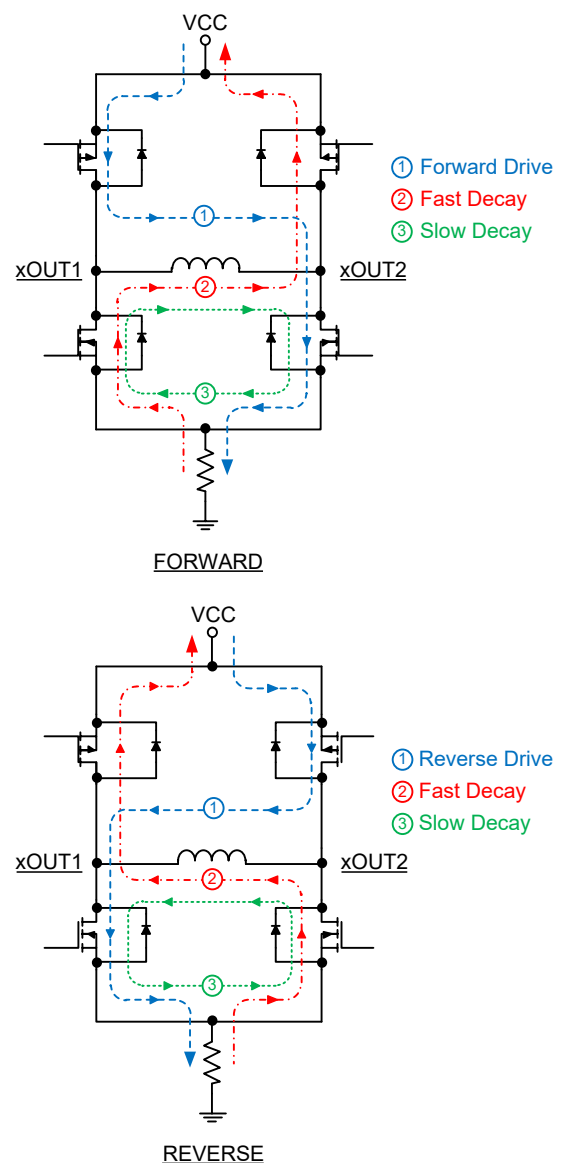 VCC
① Forward Drive
② Fast Decay
③ Slow Decay
①
xOUT1
xOUT2
②
③
FORWARD
VCC
① Reverse Drive
② Fast Decay
③ Slow Decay
①
xOUT1
xOUT2
②
③
REVERSE